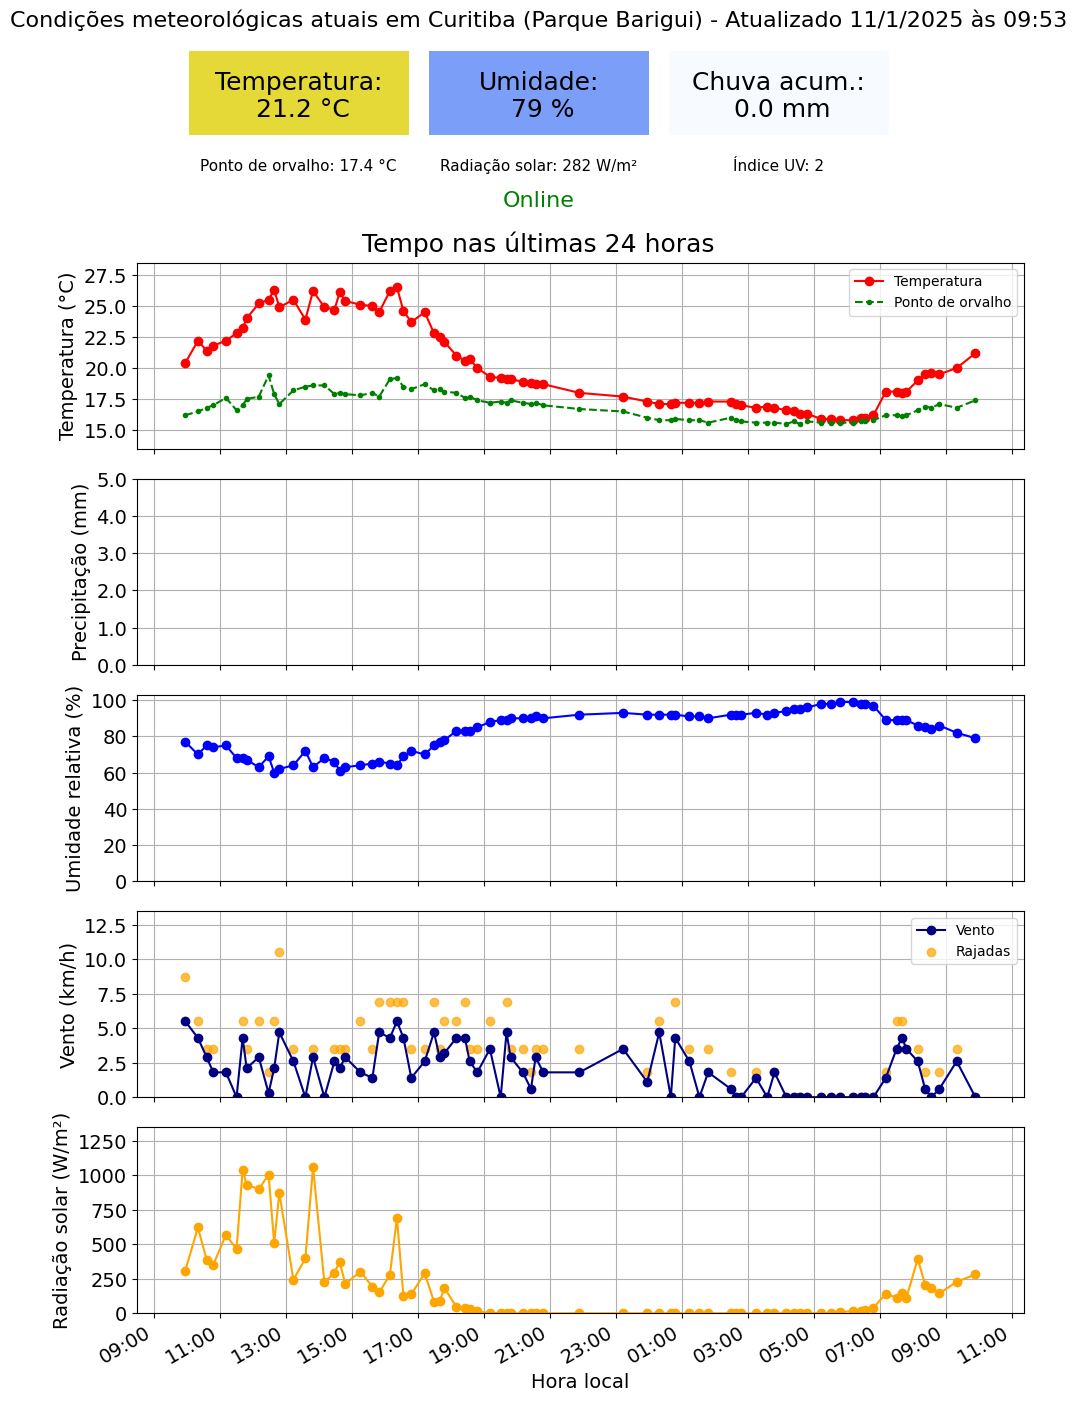 Condições meteorológicas atuais em Curitiba (Parque Barigui) - Atualizado 11/1/2025 às 09:53
Temperatura:
21.2 °C
Umidade:
79 %
Chuva acum.:
0.0 mm
Ponto de orvalho: 17.4 °C
Radiação solar: 282 W/m²
Índice UV: 2
Online
Tempo nas últimas 24 horas
Temperatura (°C)
27.5
25.0
22.5
20.0
17.5
15.0
Temperatura
Ponto de orvalho
Precipitação (mm)
5.0
4.0
3.0
2.0
1.0
0.0
Umidade relativa (%)
100
80
60
40
20
0
Vento (km/h)
12.5
10.0
7.5
5.0
2.5
0.0
Vento
Rajadas
Radiação solar (W/m²)
1250
1000
750
500
250
0
09:00
11:00
13:00
15:00
17:00
19:00
21:00
23:00
01:00
03:00
05:00
07:00
09:00
11:00
Hora local